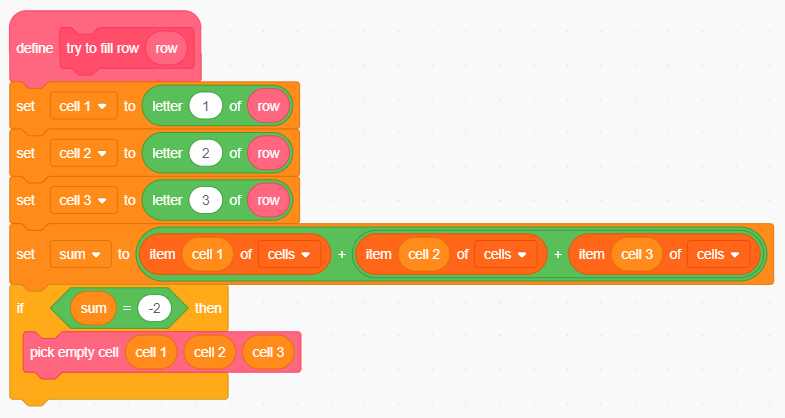 define try to fill row row
set cell 1 to letter 1 of row
set cell 2 to letter 2 of row
set cell 3 to letter 3 of row
set sum to item cell 1 of cells + item cell 2 of cells + item cell 3 of cells
if sum = -2 then
pick empty cell cell 1 cell 2 cell 3